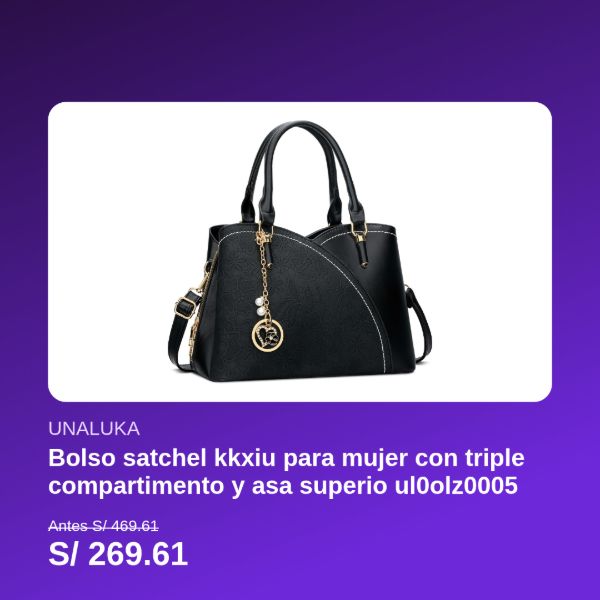 UNALUKA
Bolso satchel kkxiu para mujer con triple
compartimento y asa superio ul0olz0005
Antes S/ 469.61
S/ 269.61